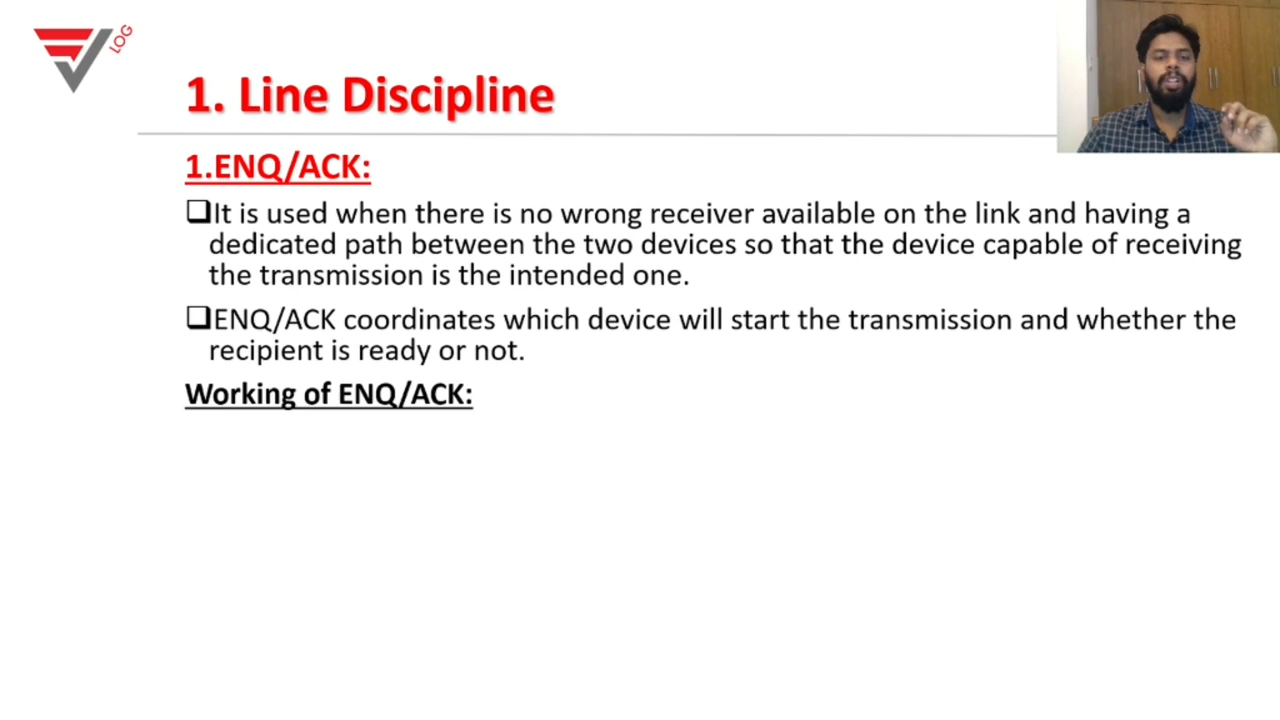 LOG
1. Line Discipline
1.ENQ/ACK:
❑It is used when there is no wrong receiver available on the link and having a
dedicated path between the two devices so that the device capable of receiving
the transmission is the intended one.
❑ENQ/ACK coordinates which device will start the transmission and whether the
recipient is ready or not.
Working of ENQ/ACK: